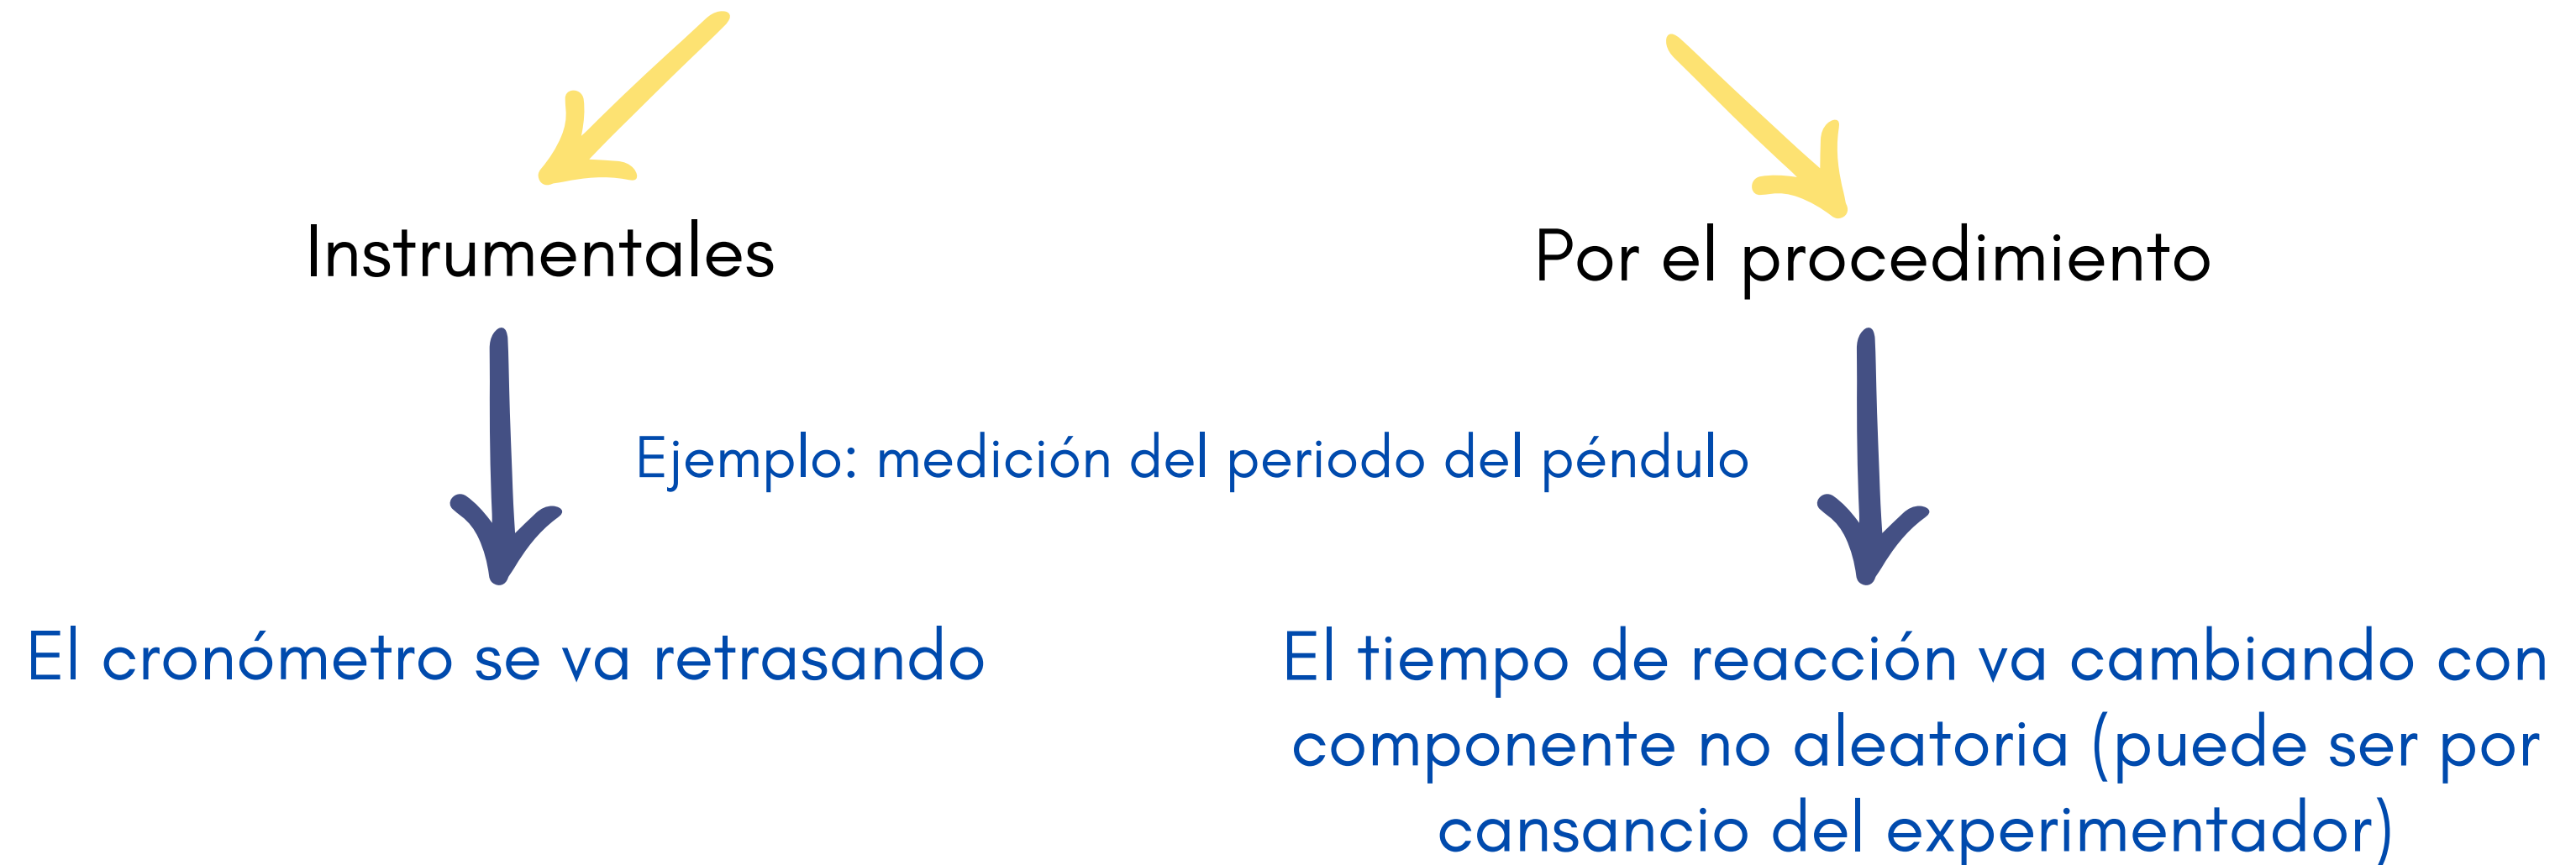 Instrumentales
Por el procedimiento
Ejemplo: medición del periodo del péndulo
El cronómetro se va retrasando
El tiempo de reacción va cambiando con
componente no aleatoria (puede ser por
cansancio del experimentador)